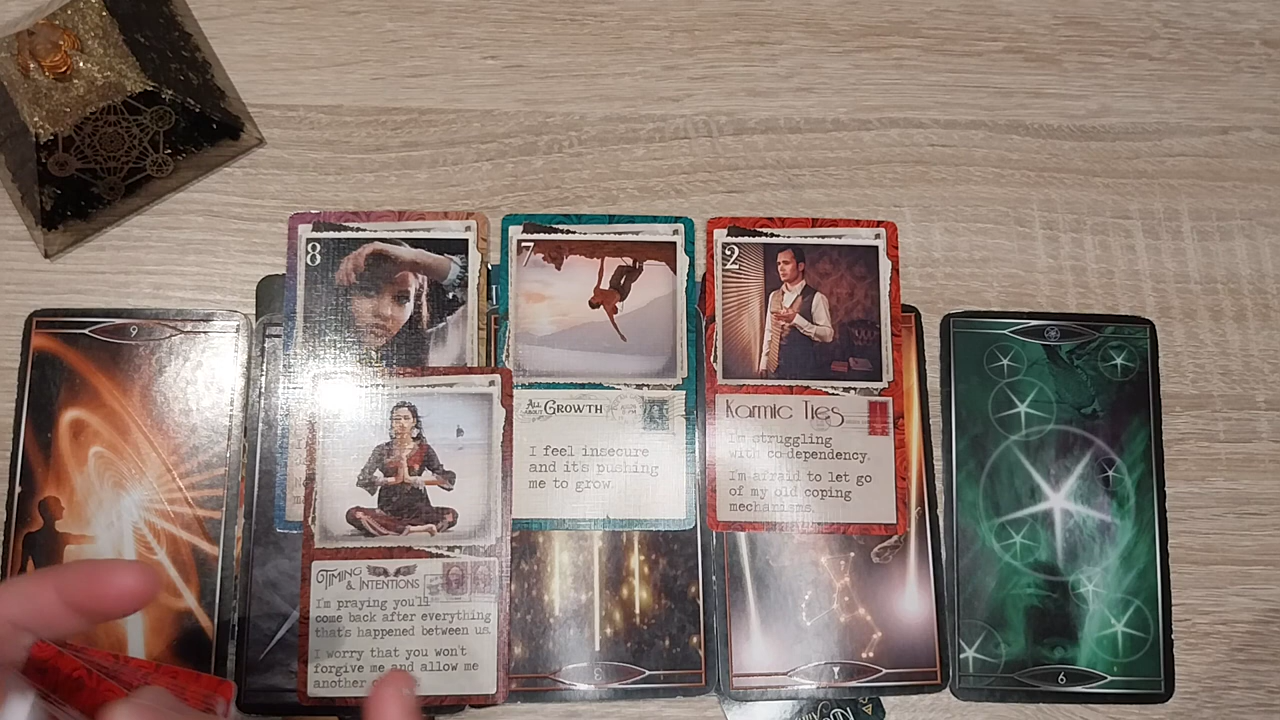 8
7
2
9
ALL ABOUT GROWTH
I feel insecure
and it's pushing
me to grow.
Karmic Ties
I'm struggling
with co-dependency.
I'm afraid to let go
of my old coping
mechanisms.
TIMING
& INTENTIONS
I'm praying you'll
come back after everything
that's happened between us.
I worry that you won't
forgive me and allow me
another
3
6